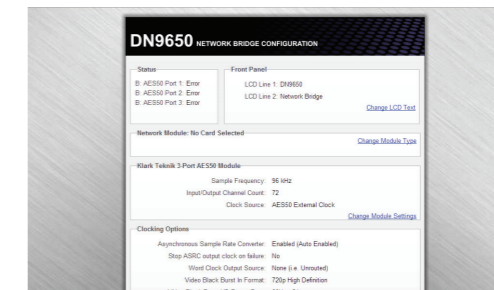 DN9650 NETWORK BRIDGE CONFIGURATION
Status
B: AES50 Port 1: Error
B: AES50 Port 2: Error
B: AES50 Port 3: Error
Front Panel
LCD Line 1: DN9650
LCD Line 2: Network Bridge
Change LCD Text
Network Module: No Card Selected
Change Module Type
Klark Teknik 3-Port AES50 Module
Sample Frequency: 96 kHz
Input/Output Channel Count: 72
Clock Source: AES50 External Clock
Change Module Settings
Clocking Options
Asynchronous Sample Rate Converter: Enabled (Auto Enabled)
Stop ASRC output clock on failure: No
Word Clock Output Source: None (i.e. Unrouted)
Video Black Burst In Format: 720p High Definition